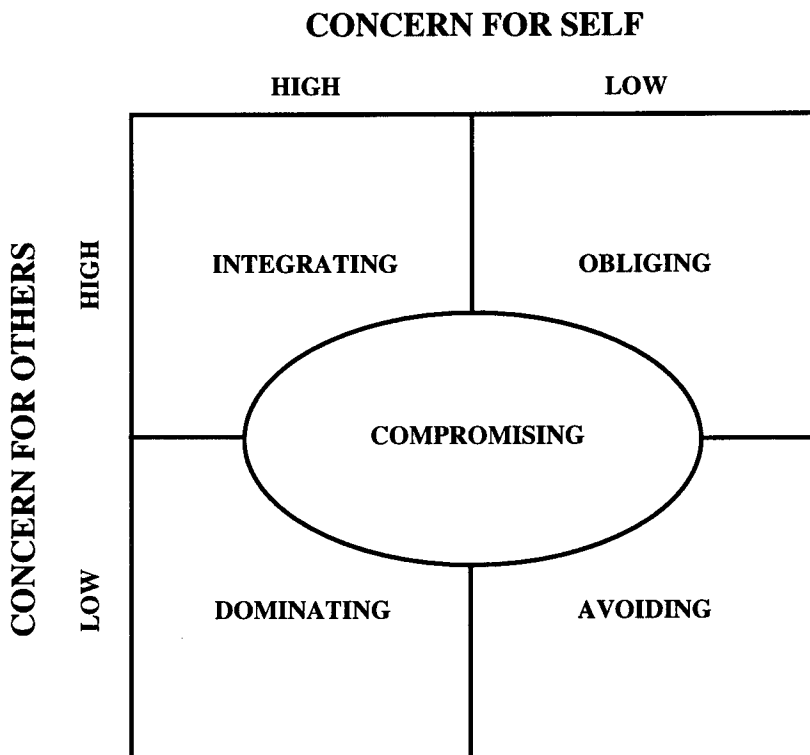 CONCERN FOR SELF
HIGH
LOW
CONCERN FOR OTHERS
HIGH
INTEGRATING
OBLIGING
COMPROMISING
LOW
DOMINATING
AVOIDING